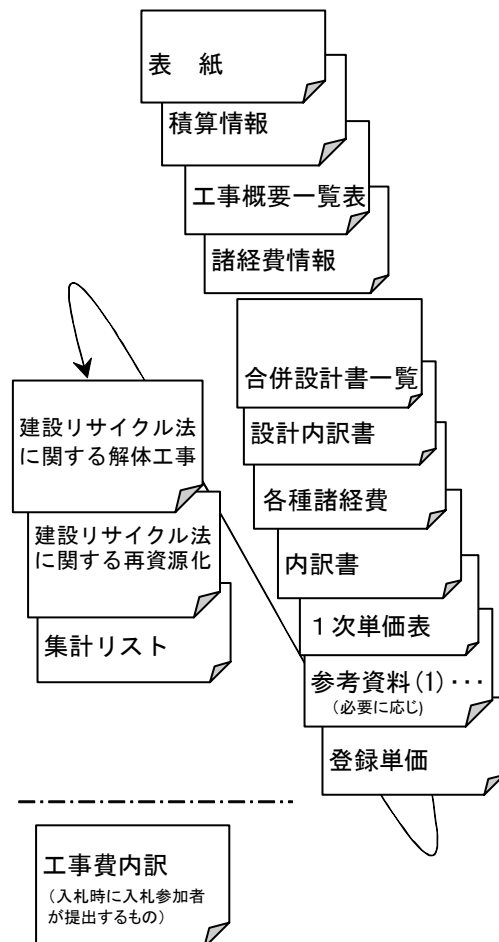 表　紙
積算情報
工事概要一覧表
諸経費情報
合併設計書一覧
設計内訳書
各種諸経費
内訳書
１次単価表
参考資料(1)･･･
（必要に応じ）
登録単価
建設リサイクル法
に関する解体工事
建設リサイクル法
に関する再資源化
集計リスト
工事費内訳
（入札時に入札参加者
が提出するもの）